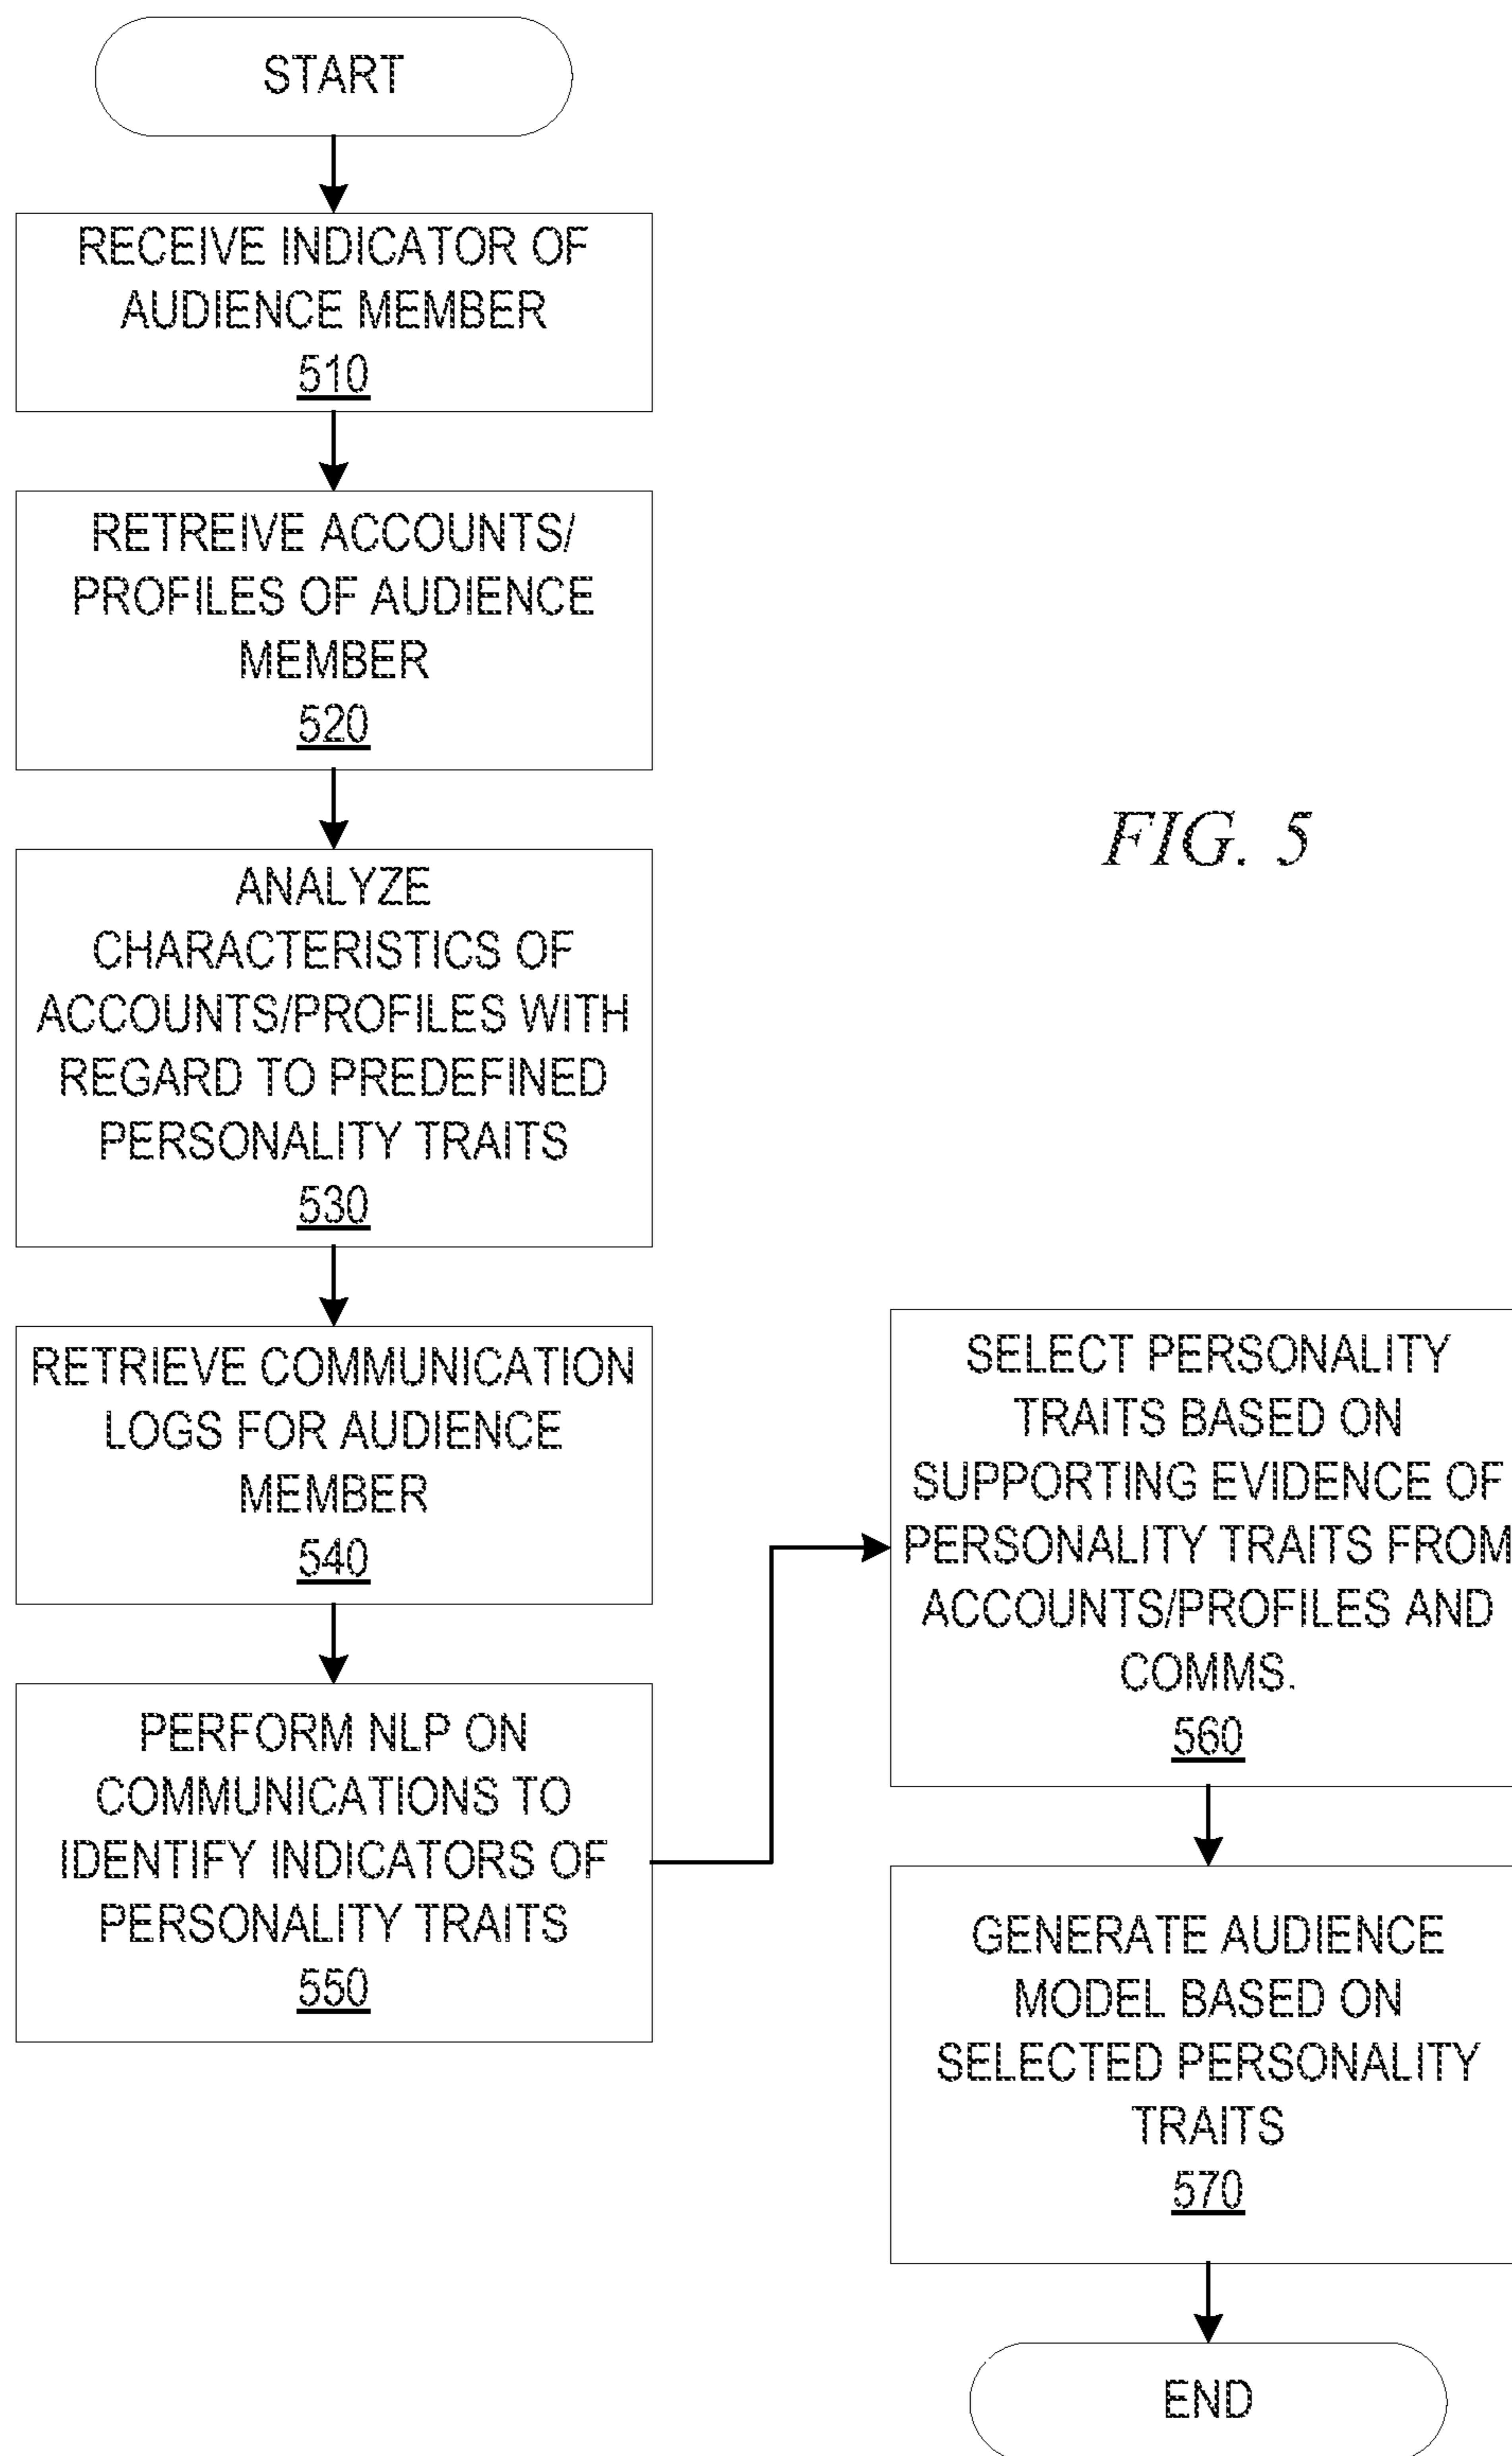 START
RECEIVE INDICATOR OF
AUDIENCE MEMBER
510
RETREIVE ACCOUNTS/
PROFILES OF AUDIENCE
MEMBER
520
ANALYZE
CHARACTERISTICS OF
ACCOUNTS/PROFILES WITH
REGARD TO PREDEFINED
PERSONALITY TRAITS
530
RETRIEVE COMMUNICATION
LOGS FOR AUDIENCE
MEMBER
540
PERFORM NLP ON
COMMUNICATIONS TO
IDENTIFY INDICATORS OF
PERSONALITY TRAITS
550
FIG. 5
SELECT PERSONALITY
TRAITS BASED ON
SUPPORTING EVIDENCE OF
PERSONALITY TRAITS FROM
ACCOUNTS/PROFILES AND
COMMS.
560
GENERATE AUDIENCE
MODEL BASED ON
SELECTED PERSONALITY
TRAITS
570
END